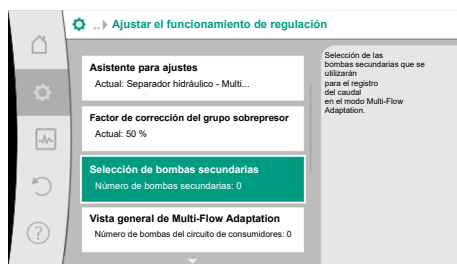 ..▸ Ajustar el funcionamiento de regulación
Asistente para ajustes
Actual: Separador hidráulico - Multi...
Factor de corrección del grupo sobrepresor
Actual: 50 %
Selección de bombas secundarias
Número de bombas secundarias: 0
Vista general de Multi-Flow Adaptation
Número de bombas del circuito de consumidores: 0
Selección de las
bombas secundarias que se
utilizarán
para el registro
del caudal
en el modo Multi-Flow
Adaptation.